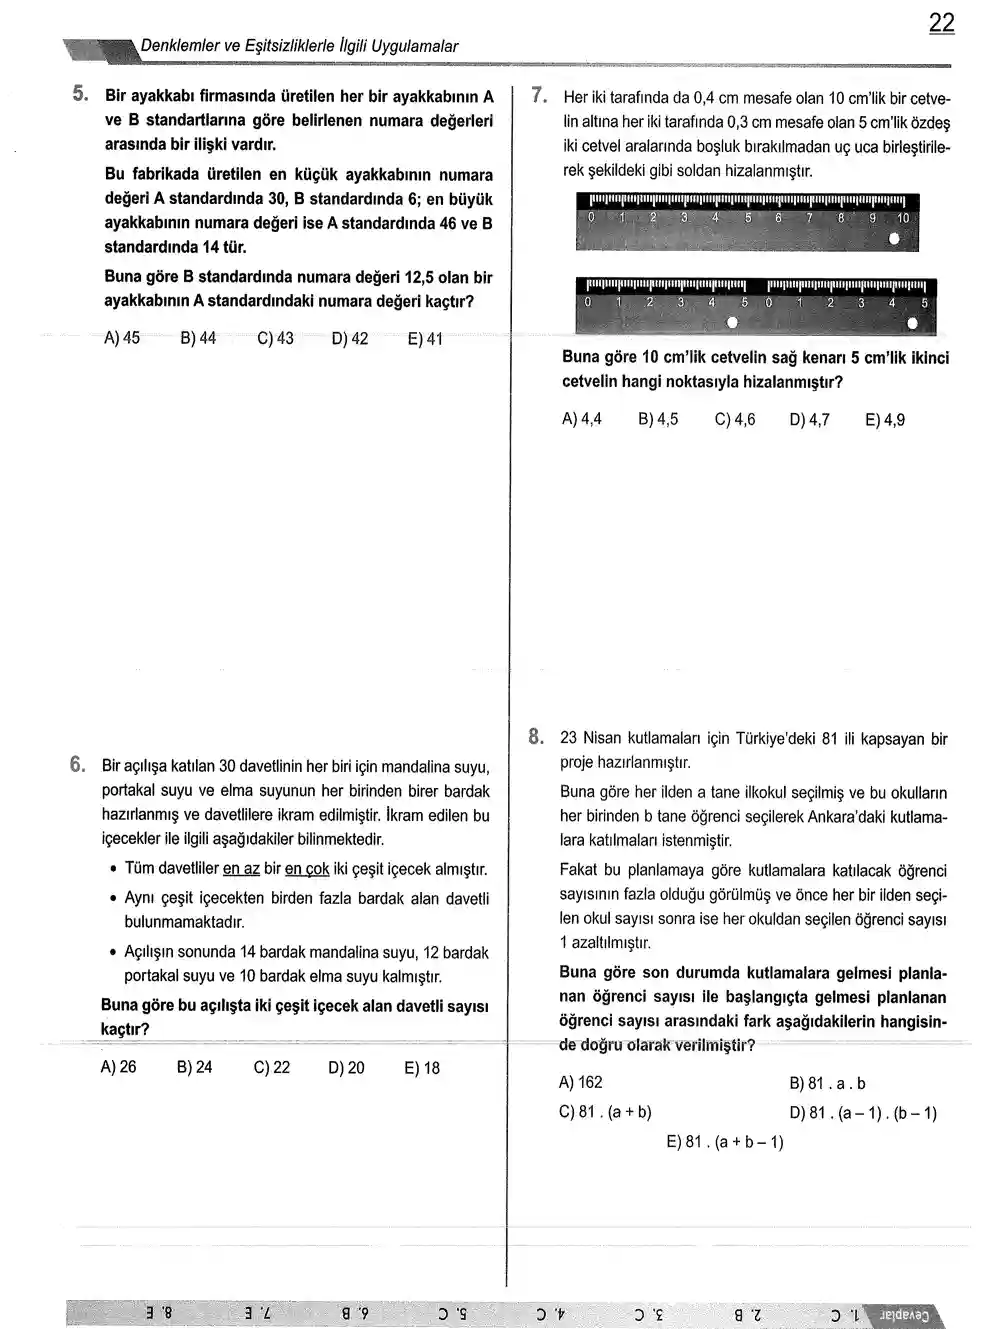 22
Denklemler ve Eşitsizliklerle İlgili Uygulamalar
5. Bir ayakkabı firmasında üretilen her bir ayakkabının A
ve B standartlarına göre belirlenen numara değerleri
arasında bir ilişki vardır.
Bu fabrikada üretilen en küçük ayakkabının numara
değeri A standardında 30, B standardında 6; en büyük
ayakkabının numara değeri ise A standardında 46 ve B
standardında 14 tür.
Buna göre B standardında numara değeri 12,5 olan bir
ayakkabının A standardındaki numara değeri kaçtır?
A) 45 B) 44 C) 43 D) 42 E) 41
6. Bir açılışa katılan 30 davetlinin her biri için mandalina suyu,
portakal suyu ve elma suyunun her birinden birer bardak
hazırlanmış ve davetlilere ikram edilmiştir. İkram edilen bu
içecekler ile ilgili aşağıdakiler bilinmektedir.
• Tüm davetliler en az bir en çok iki çeşit içecek almıştır.
• Aynı çeşit içecekten birden fazla bardak alan davetli
bulunmamaktadır.
• Açılışın sonunda 14 bardak mandalina suyu, 12 bardak
portakal suyu ve 10 bardak elma suyu kalmıştır.
Buna göre bu açılışta iki çeşit içecek alan davetli sayısı
kaçtır?
A) 26 B) 24 C) 22 D) 20 E) 18
7. Her iki tarafında da 0,4 cm mesafe olan 10 cm'lik bir cetve-
lin altına her iki tarafında 0,3 cm mesafe olan 5 cm'lik özdeş
iki cetvel aralarında boşluk bırakılmadan uç uca birleştirile-
rek şekildeki gibi soldan hizalanmıştır.
0 1 2 3 4 5 6 7 8 9 10
0 1 2 3 4 5 0 1 2 3 4 5
Buna göre 10 cm'lik cetvelin sağ kenarı 5 cm'lik ikinci
cetvelin hangi noktasıyla hizalanmıştır?
A) 4,4 B) 4,5 C) 4,6 D) 4,7 E) 4,9
8. 23 Nisan kutlamaları için Türkiye'deki 81 ili kapsayan bir
proje hazırlanmıştır.
Buna göre her ilden a tane ilkokul seçilmiş ve bu okulların
her birinden b tane öğrenci seçilerek Ankara'daki kutlama-
lara katılmaları istenmiştir.
Fakat bu planlamaya göre kutlamalara katılacak öğrenci
sayısının fazla olduğu görülmüş ve önce her bir ilden seçi-
len okul sayısı sonra ise her okuldan seçilen öğrenci sayısı
1 azaltılmıştır.
Buna göre son durumda kutlamalara gelmesi planla-
nan öğrenci sayısı ile başlangıçta gelmesi planlanan
öğrenci sayısı arasındaki fark aşağıdakilerin hangisin-
de doğru olarak verilmiştir?
A) 162 B) 81 . a . b
C) 81 . (a + b) D) 81 . (a – 1) . (b – 1)
E) 81 . (a + b – 1)
Cevaplar 1. C 2. B 3. C 4. C 5. C 6. B 7. E 8. E